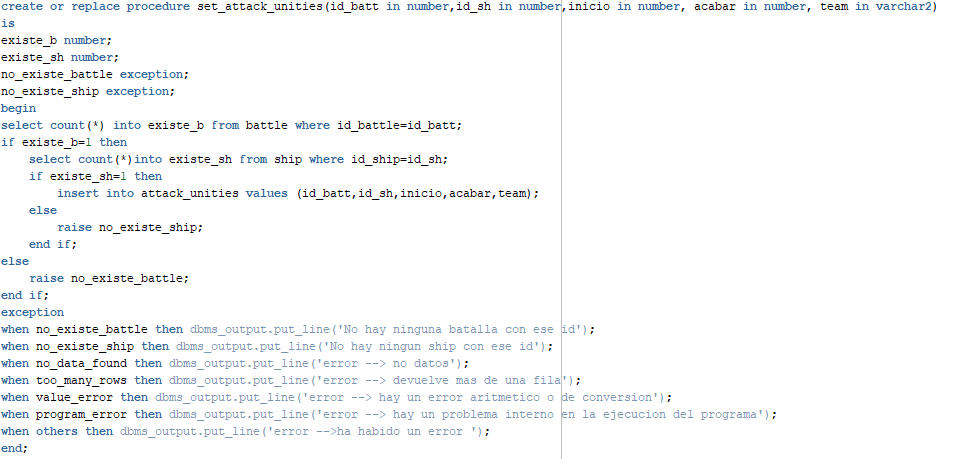 create or replace procedure set_attack_unities(id_batt in number,id_sh in number,inicio in number, acabar in number, team in varchar2)
is
existe_b number;
existe_sh number;
no_existe_battle exception;
no_existe_ship exception;
begin
select count(*) into existe_b from battle where id_battle=id_batt;
if existe_b=1 then
    select count(*)into existe_sh from ship where id_ship=id_sh;
    if existe_sh=1 then
        insert into attack_unities values (id_batt,id_sh,inicio,acabar,team);
    else
        raise no_existe_ship;
    end if;
else
    raise no_existe_battle;
end if;
exception
when no_existe_battle then dbms_output.put_line('No hay ninguna batalla con ese id');
when no_existe_ship then dbms_output.put_line('No hay ningun ship con ese id');
when no_data_found then dbms_output.put_line('error --> no datos');
when too_many_rows then dbms_output.put_line('error --> devuelve mas de una fila');
when value_error then dbms_output.put_line('error --> hay un error aritmetico o de conversion');
when program_error then dbms_output.put_line('error --> hay un problema interno en la ejecucion del programa');
when others then dbms_output.put_line('error -->ha habido un error ');
end;